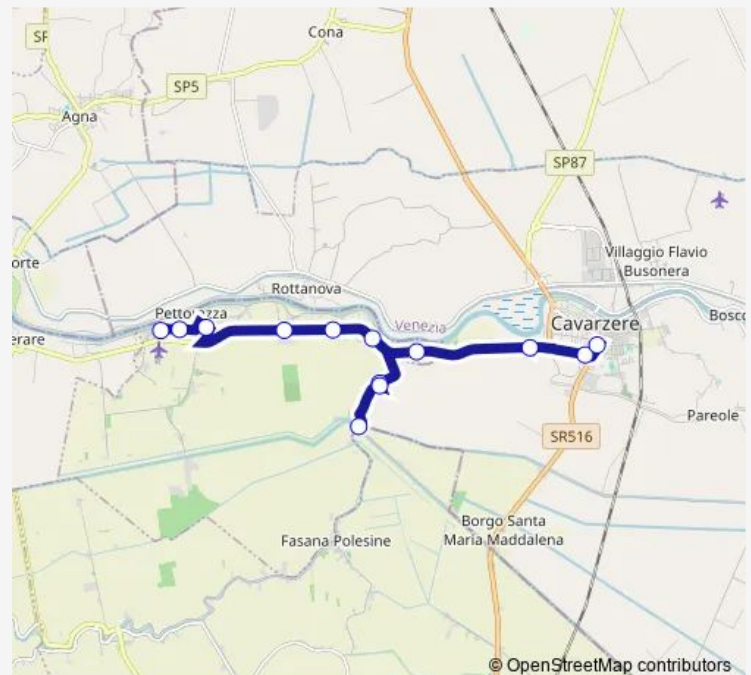 Cona
SP5
Agna
SP87
Villaggio Flavio
Busonera
orte
Rottanova
Venezia
Cavarzere
Bosco
erare
Pareole
SR516
Borgo Santa
Maria Maddalena
Fasana Polesine
© OpenStreetMap contributors